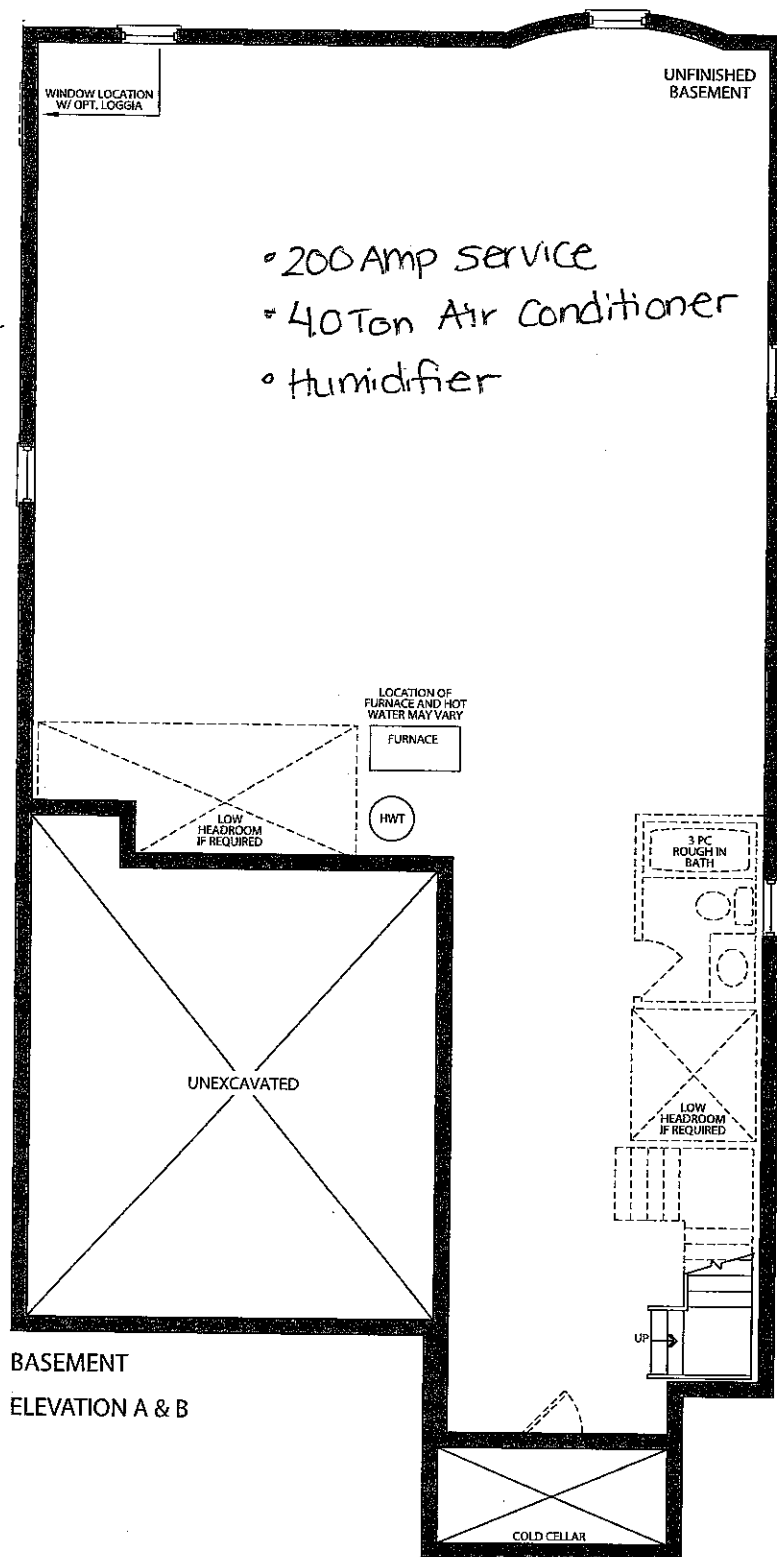 WINDOW LOCATION
W/ OPT. LOGGIA
UNFINISHED
BASEMENT
• 200 Amp service
• 4.0 Ton Air Conditioner
• Humidifier
LOCATION OF
FURNACE AND HOT
WATER MAY VARY
FURNACE
HWT
LOW
HEADROOM
IF REQUIRED
3 PC
ROUGH IN
BATH
UNEXCAVATED
LOW
HEADROOM
IF REQUIRED
UP
BASEMENT
ELEVATION A & B
COLD CELLAR